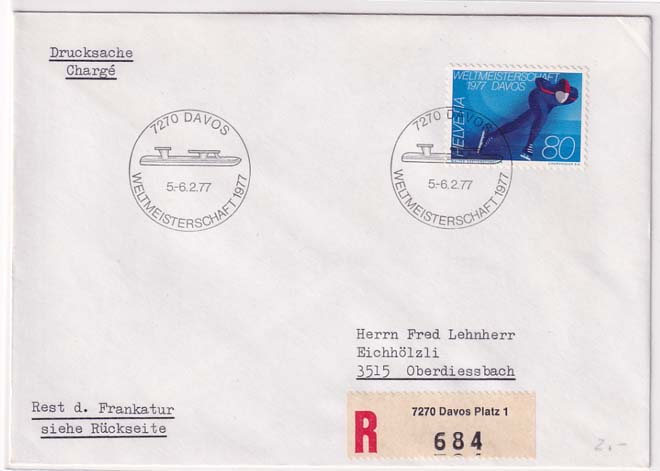 Drucksache
Chargé
WELTMEISTERSCHAFT
1977 DAVOS
HELVETIA
80
7270 DAVOS
5.-6.2.77
WELTMEISTERSCHAFT 1977
7270 DAVOS
5.-6.2.77
WELTMEISTERSCHAFT 1977
Herrn Fred Lehnherr
Eichhölzli
3515 Oberdiessbach
Rest d. Frankatur
siehe Rückseite
7270 Davos Platz 1
R
684
2.-